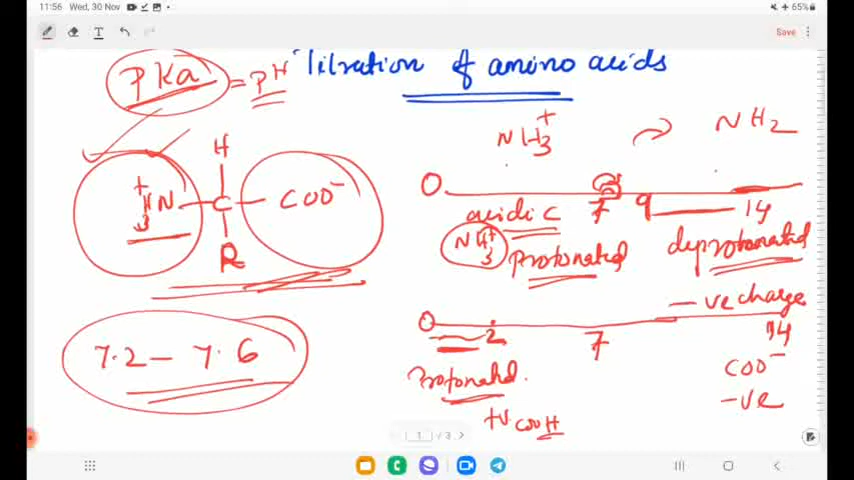 11:56 Wed, 30 Nov
65%
Save
PKa = PH
Titration of amino acids
NH3+
NH2
H
+H3N - C - COO-
R
0 7 9 14
acidic
NH3+ Protonated
deprotonated
-ve charge
0 2 7 14
7.2 - 7.6
Protonated.
COO-
-ve
+ve COOH
1 / 3